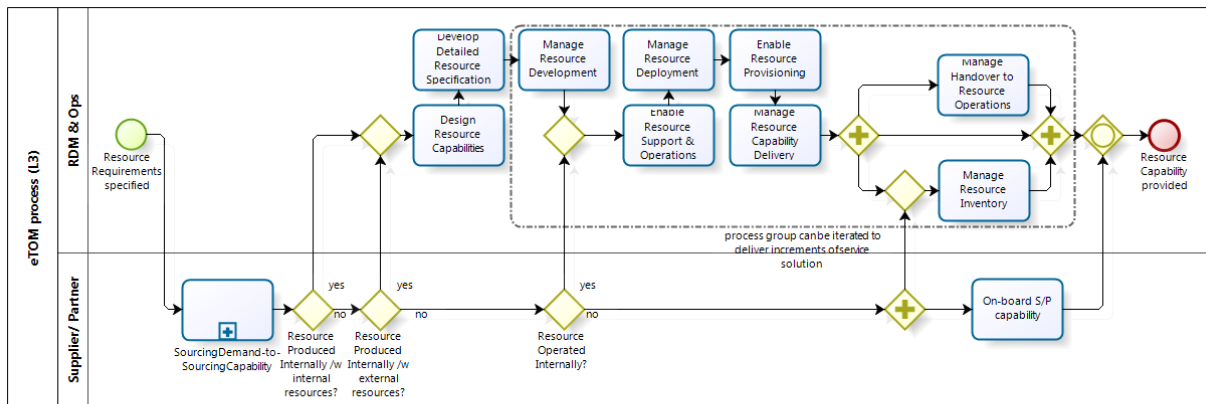 eTOM process (L3)
RDM & Ops
Supplier/ Partner
Resource
Requirements
specified
Develop
Detailed
Resource
Specification
Design
Resource
Capabilities
Manage
Resource
Development
Manage
Resource
Deployment
Enable
Resource
Provisioning
Enable
Resource
Support &
Operations
Manage
Resource
Capability
Delivery
Manage
Handover to
Resource
Operations
Manage
Resource
Inventory
Resource
Capability
provided
process group can be iterated to
deliver increments of service
solution
SourcingDemand-to-
SourcingCapability
yes
no
Resource
Produced
Internally /w
internal
resources?
yes
no
Resource
Produced
Internally /w
external
resources?
yes
no
Resource
Operated
Internally?
On-board S/P
capability